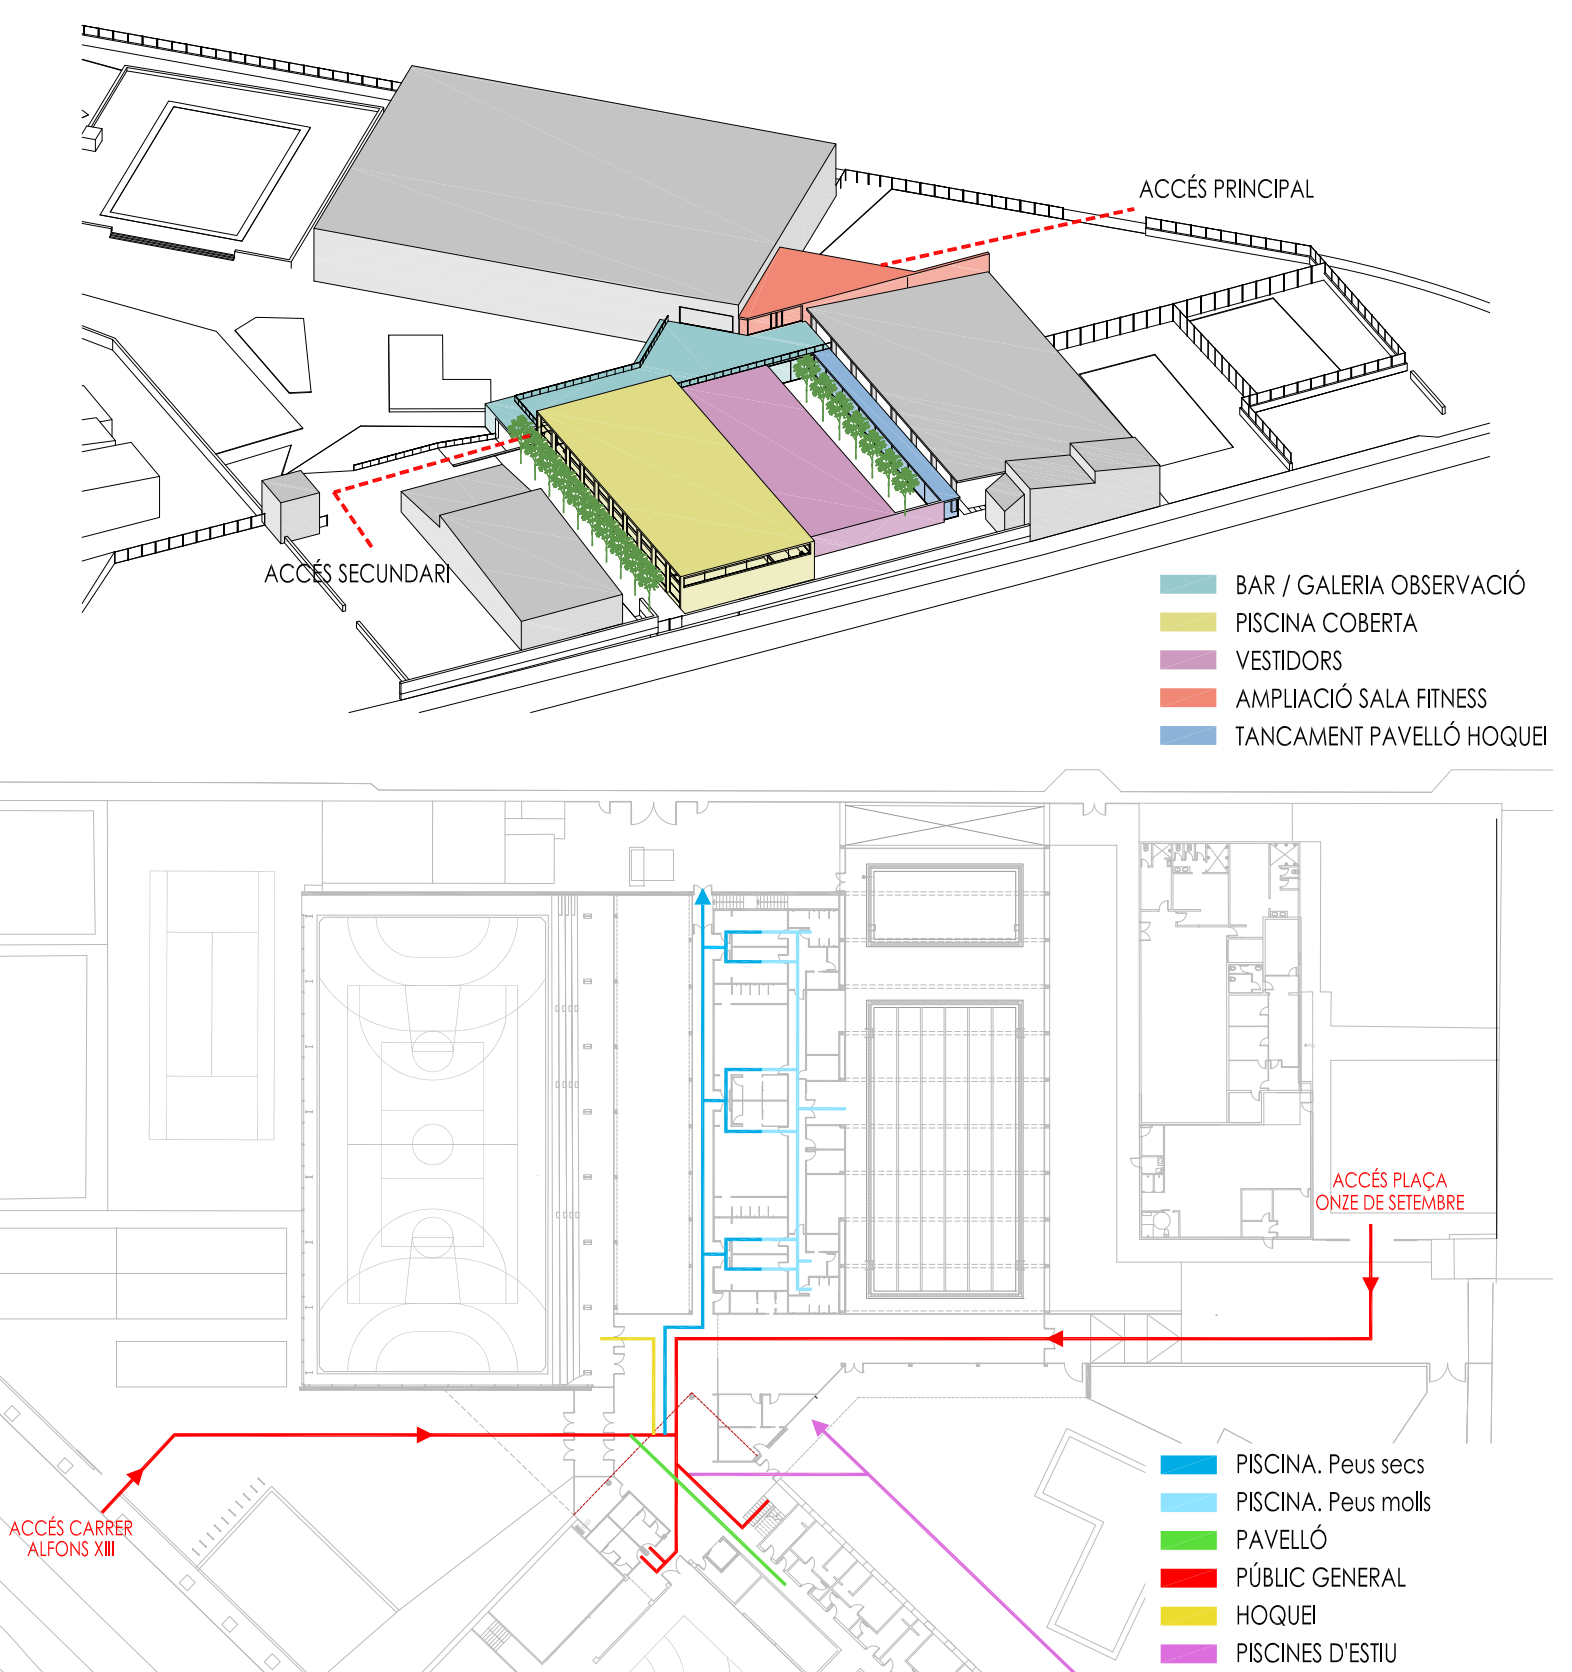 ACCÉS PRINCIPAL
ACCÉS SECUNDARI
BAR / GALERIA OBSERVACIÓ
PISCINA COBERTA
VESTIDORS
AMPLIACIÓ SALA FITNESS
TANCAMENT PAVELLÓ HOQUEI
ACCÉS PLAÇA
ONZE DE SETEMBRE
ACCÉS CARRER
ALFONS XIII
PISCINA. Peus secs
PISCINA. Peus molls
PAVELLÓ
PÚBLIC GENERAL
HOQUEI
PISCINES D'ESTIU